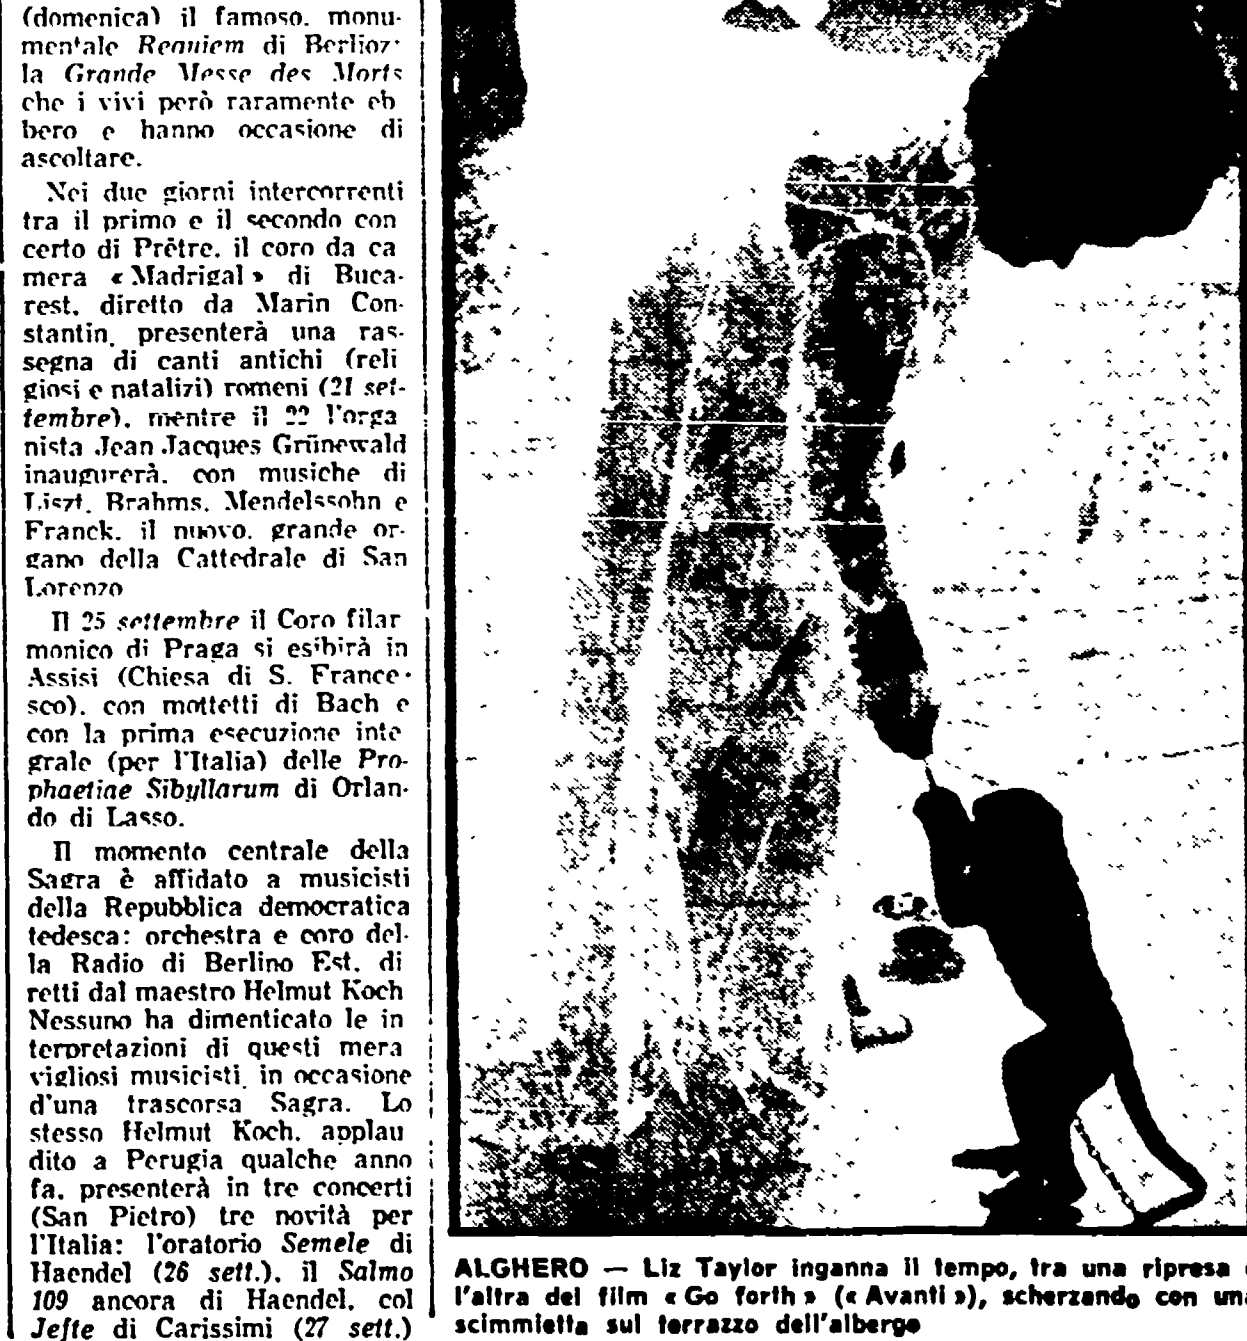 (domenica) il famoso, monu-
mentale Requiem di Berlioz:
la Grande Messe des Morts
che i vivi però raramente eb
bero e hanno occasione di
ascoltare.
Nei due giorni intercorrenti
tra il primo e il secondo con
certo di Prêtre, il coro da ca
mera « Madrigal » di Buca-
rest, diretto da Marin Con-
stantin, presenterà una ras-
segna di canti antichi (reli
giosi e natalizi) romeni (21 set-
tembre), mentre il 22 l'orga
nista Jean Jacques Grünewald
inaugurerà, con musiche di
Liszt, Brahms, Mendelssohn e
Franck, il nuovo, grande or-
gano della Cattedrale di San
Lorenzo
Il 25 settembre il Coro filar
monico di Praga si esibirà in
Assisi (Chiesa di S. France-
sco), con mottetti di Bach e
con la prima esecuzione inte
grale (per l'Italia) delle Pro-
phaetiae Sibyllarum di Orlan-
do di Lasso.
Il momento centrale della
Sagra è affidato a musicisti
della Repubblica democratica
tedesca: orchestra e coro del-
la Radio di Berlino Est, di
retti dal maestro Helmut Koch
Nessuno ha dimenticato le in
terpretazioni di questi mera
vigliosi musicisti, in occasione
d'una trascorsa Sagra. Lo
stesso Helmut Koch, applau
dito a Perugia qualche anno
fa, presenterà in tre concerti
(San Pietro) tre novità per
l'Italia: l'oratorio Semele di
Haendel (26 sett.), il Salmo
109 ancora di Haendel, col
Jefte di Carissimi (27 sett.)
ALGHERO — Liz Taylor inganna il tempo, tra una ripresa e
l'altra del film « Go forth » (« Avanti »), scherzando con una
scimmietta sul terrazzo dell'albergo